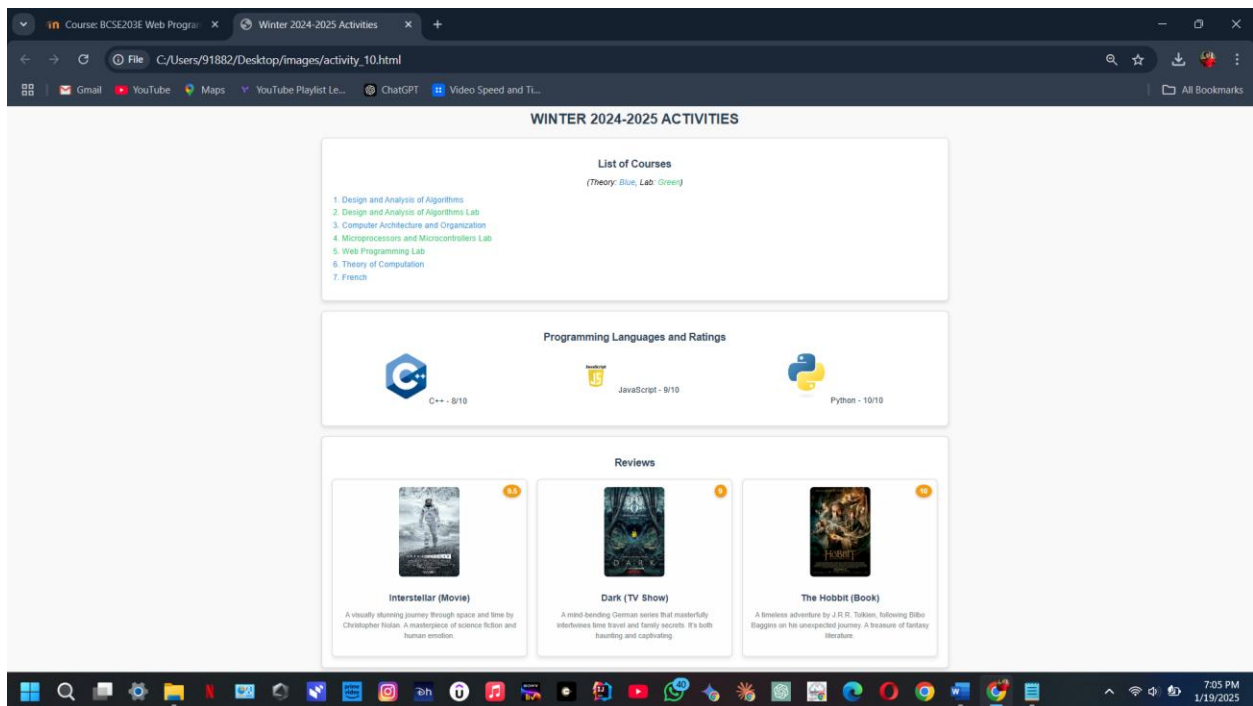 Course: BCSE203E Web Progran
Winter 2024-2025 Activities
File C:/Users/91882/Desktop/images/activity_10.html
Gmail YouTube Maps YouTube Playlist Le... ChatGPT Video Speed and Ti... All Bookmarks
WINTER 2024-2025 ACTIVITIES
List of Courses
(Theory: Blue, Lab: Green)
1. Design and Analysis of Algorithms
2. Design and Analysis of Algorithms Lab
3. Computer Architecture and Organization
4. Microprocessors and Microcontrollers Lab
5. Web Programming Lab
6. Theory of Computation
7. French
Programming Languages and Ratings
C++ - 8/10
JavaScript
JS
JavaScript - 9/10
Python - 10/10
Reviews
9.5
Interstellar (Movie)
A visually stunning journey through space and time by
Christopher Nolan. A masterpiece of science fiction and
human emotion.
9
DARK
Dark (TV Show)
A mind-bending German series that masterfully
intertwines time travel and family secrets. It's both
haunting and captivating.
10
HOBBIT
The Hobbit (Book)
A timeless adventure by J.R.R. Tolkien, following Bilbo
Baggins on his unexpected journey. A treasure of fantasy
literature.
40
7:05 PM
1/19/2025